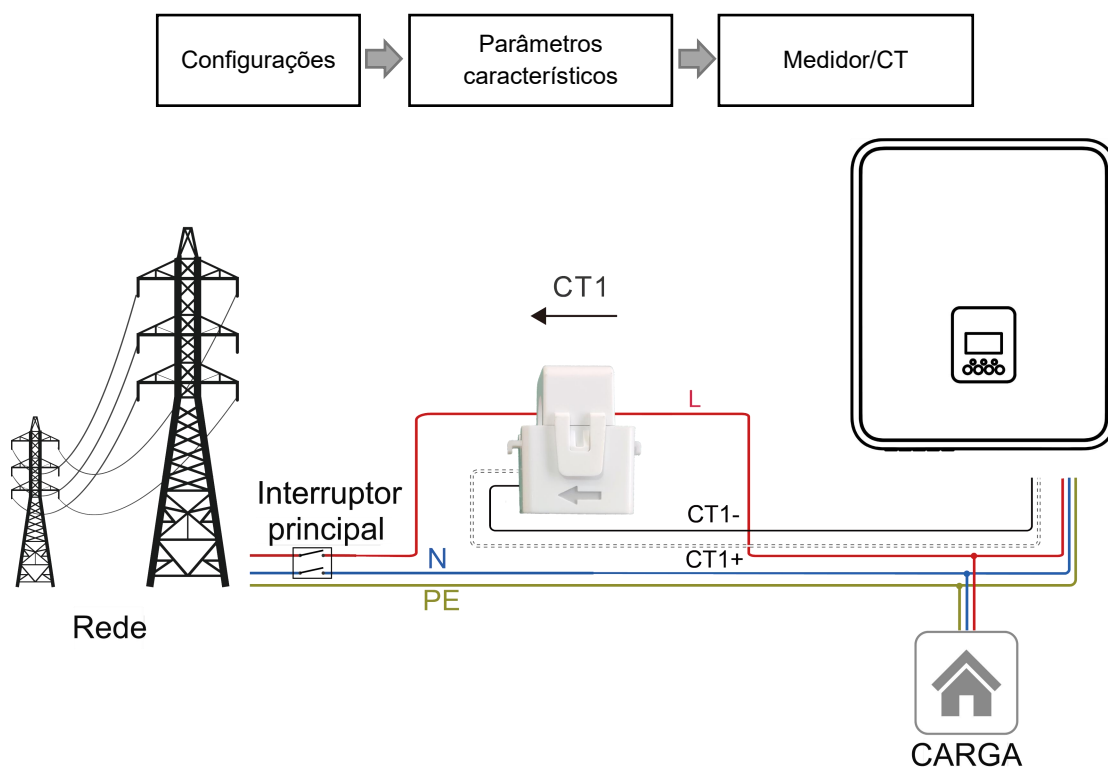 Configurações
Parâmetros
característicos
Medidor/CT
CT1
L
Interruptor
principal
CT1-
N
CT1+
PE
Rede
CARGA